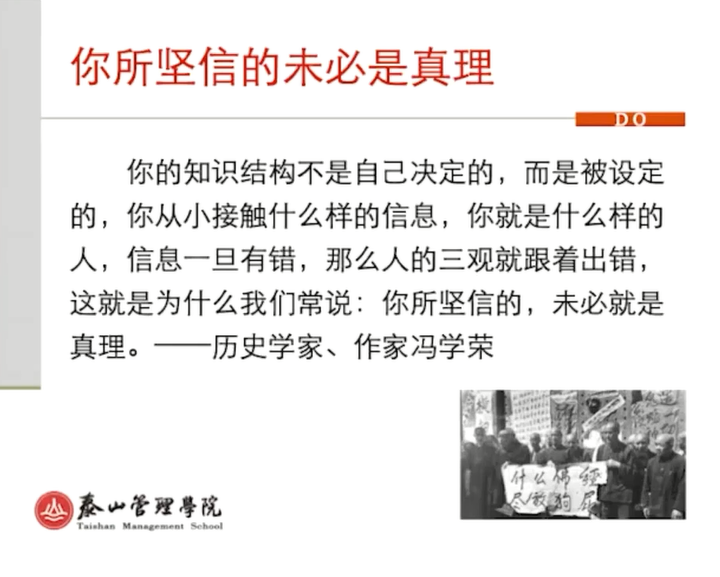 你所坚信的未必是真理
DO
你的知识结构不是自己决定的，而是被设定
的，你从小接触什么样的信息，你就是什么样的
人，信息一旦有错，那么人的三观就跟着出错，
这就是为什么我们常说：你所坚信的，未必就是
真理。——历史学家、作家冯学荣
什么佛经
尽放狗屁
泰山管理學院
Taishan Management School